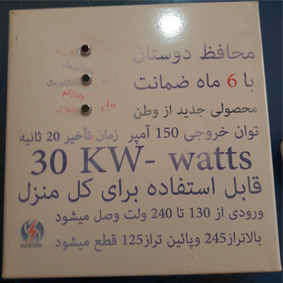 محافظ دوستان
با 6 ماه ضمانت
محصولی جدید از وطن
توان خروجی 150 آمپر زمان تأخیر 20 ثانیه
30 KW- watts
قابل استفاده برای کل منزل
ورودی از 130 تا 240 ولت وصل میشود
بالاتراز245 وپائین تراز125 قطع میشود